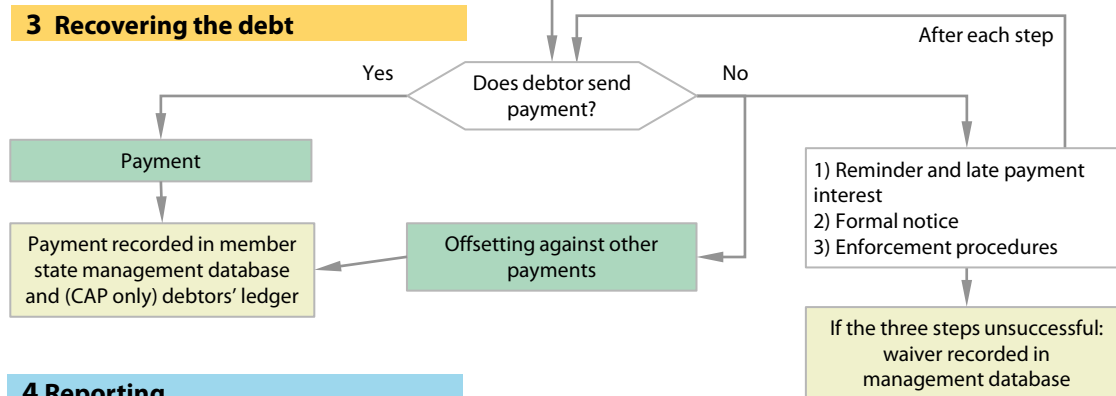 3 Recovering the debt
After each step
Yes
Does debtor send
payment?
No
Payment
1) Reminder and late payment
interest
2) Formal notice
3) Enforcement procedures
Payment recorded in member
state management database
and (CAP only) debtors' ledger
Offsetting against other
payments
If the three steps unsuccessful:
waiver recorded in
management database
4 Reporting